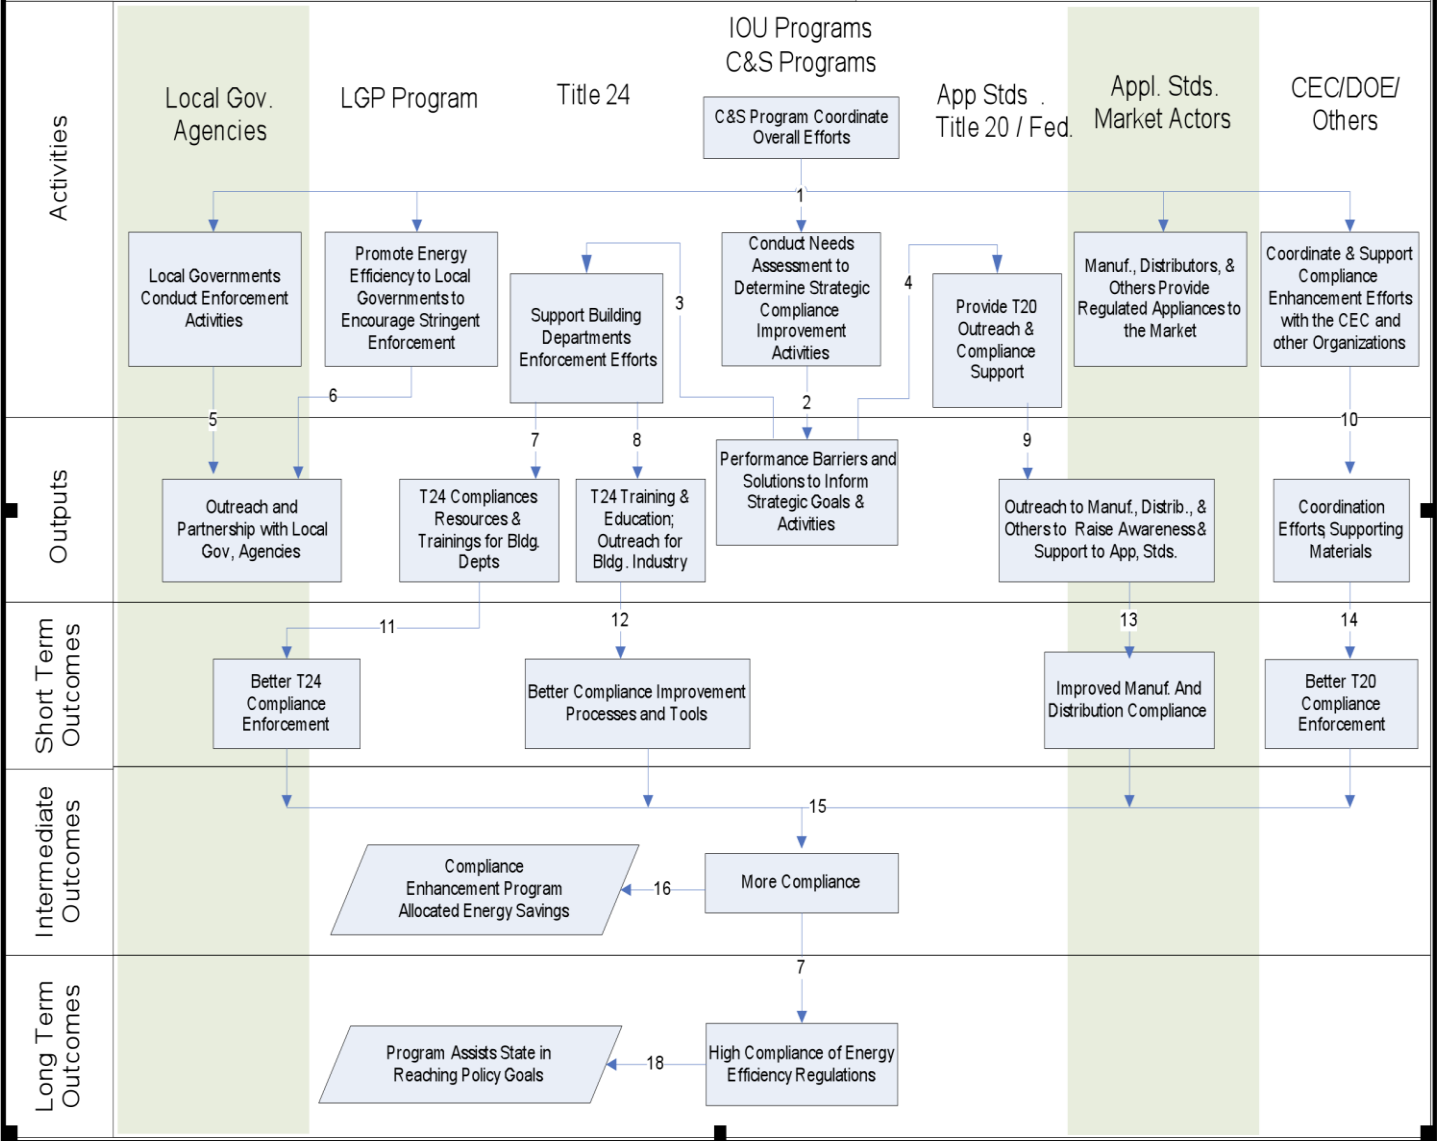 IOU Programs
C&S Programs
Local Gov.
Agencies
LGP Program
Title 24
App Stds .
Title 20 / Fed.
Appl. Stds.
Market Actors
CEC/DOE/
Others
Activities
C&S Program Coordinate
Overall Efforts
1
Local Governments
Conduct Enforcement
Activities
Promote Energy
Efficiency to Local
Governments to
Encourage Stringent
Enforcement
Support Building
Departments
Enforcement Efforts
3
Conduct Needs
Assessment to
Determine Strategic
Compliance
Improvement
Activities
4
Provide T20
Outreach &
Compliance
Support
Manuf., Distributors, &
Others Provide
Regulated Appliances to
the Market
Coordinate & Support
Compliance
Enhancement Efforts
with the CEC and
other Organizations
5
6
7
8
2
9
10
Outputs
Outreach and
Partnership with Local
Gov, Agencies
T24 Compliances
Resources &
Trainings for Bldg.
Depts
T24 Training &
Education;
Outreach for
Bldg. Industry
Performance Barriers and
Solutions to Inform
Strategic Goals &
Activities
Outreach to Manuf., Distrib., &
Others to Raise Awareness &
Support to App, Stds.
Coordination
Efforts, Supporting
Materials
11
12
13
14
Short Term
Outcomes
Better T24
Compliance
Enforcement
Better Compliance Improvement
Processes and Tools
Improved Manuf. And
Distribution Compliance
Better T20
Compliance
Enforcement
15
Intermediate
Outcomes
Compliance
Enhancement Program
Allocated Energy Savings
16
More Compliance
7
Long Term
Outcomes
Program Assists State in
Reaching Policy Goals
18
High Compliance of Energy
Efficiency Regulations